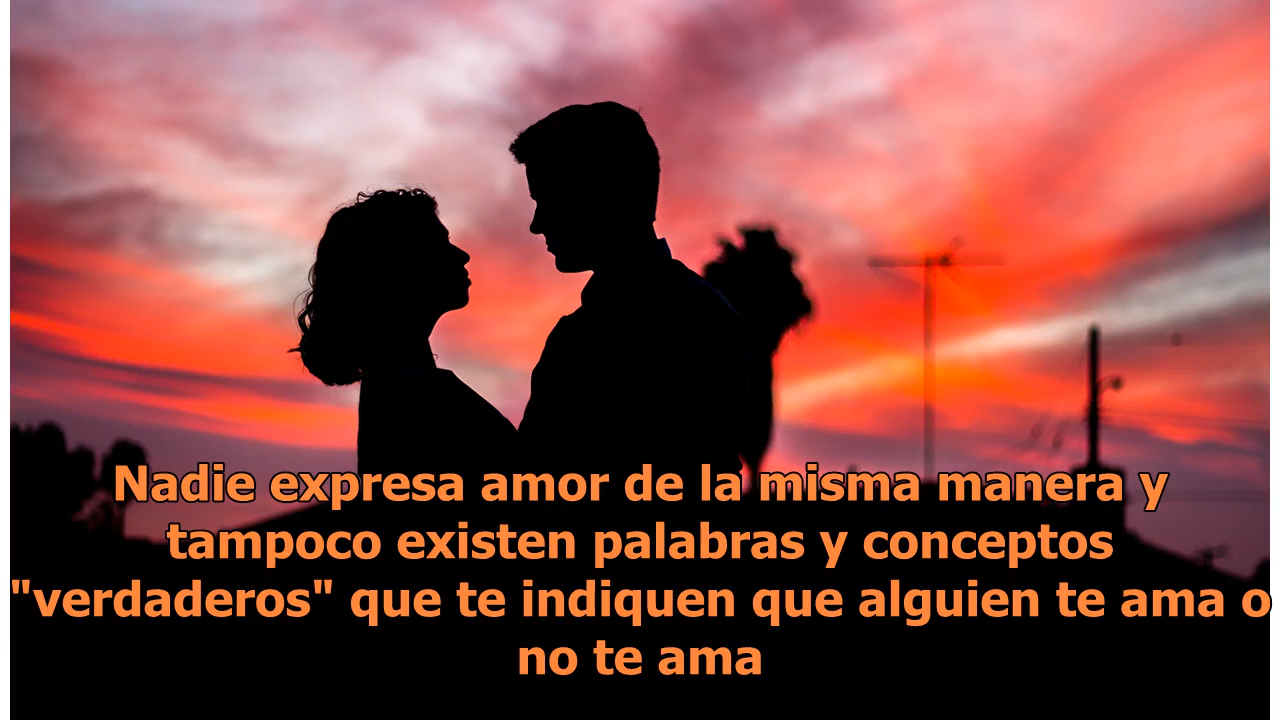 Nadie expresa amor de la misma manera y
tampoco existen palabras y conceptos
"verdaderos" que te indiquen que alguien te ama o
no te ama